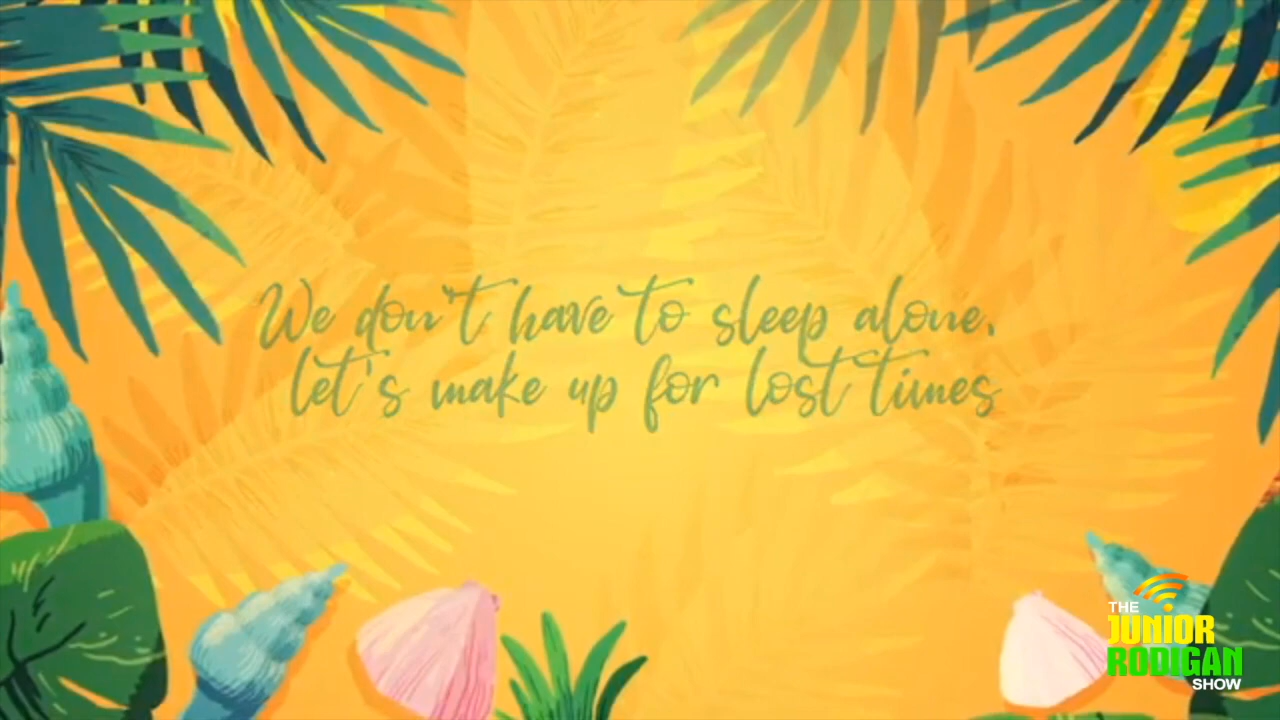 We don't have to sleep alone,
let's make up for lost times
THE
JUNIOR
RODIGAN
SHOW